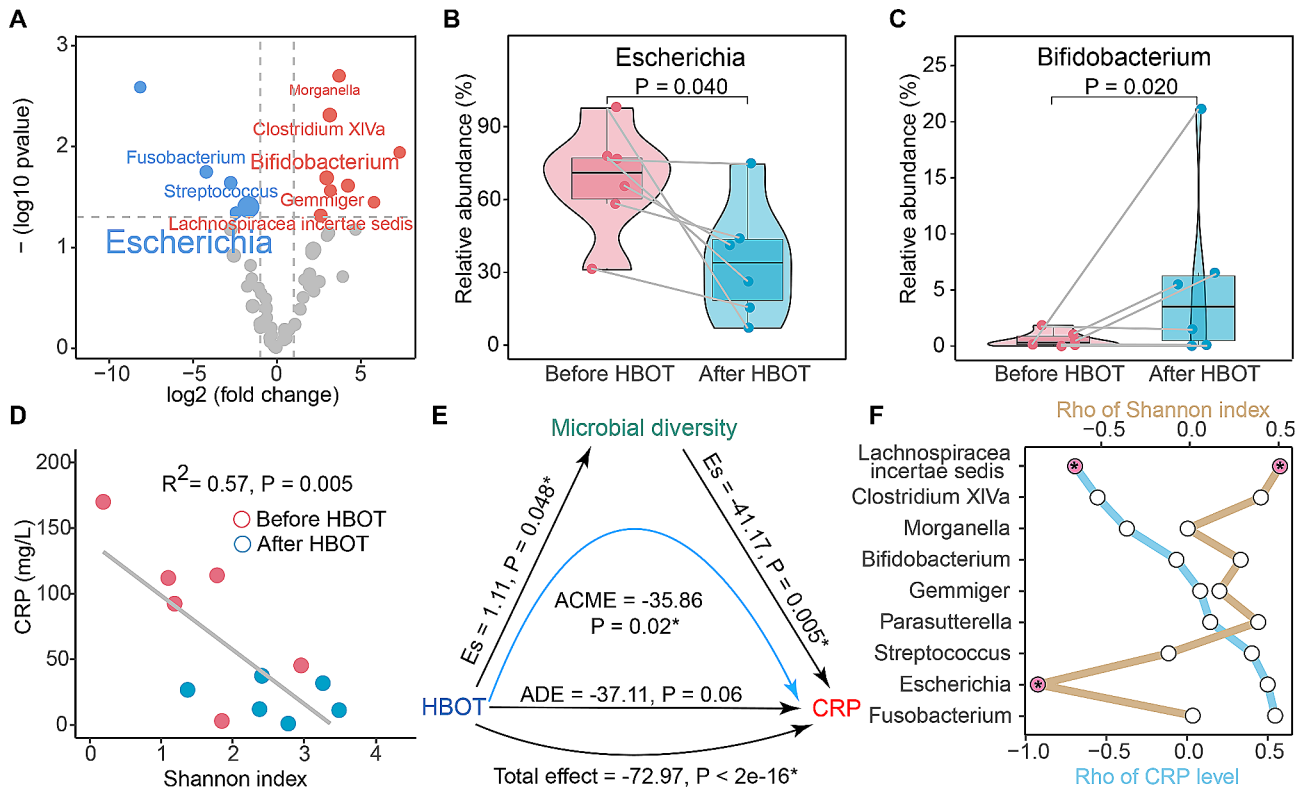 A
3
2
1
0
− (log10 pvalue)
Morganella
Clostridium XIVa
Fusobacterium
Bifidobacterium
Streptococcus
Gemmiger
Lachnospiracea incertae sedis
Escherichia
−10
−5
0
5
log2 (fold change)
B
Escherichia
P = 0.040
90
60
30
0
Relative abundance (%)
Before HBOT
After HBOT
C
Bifidobacterium
P = 0.020
25
20
15
10
5
0
Relative abundance (%)
Before HBOT
After HBOT
D
R2= 0.57, P = 0.005
Before HBOT
After HBOT
200
150
100
50
0
CRP (mg/L)
0
1
2
3
4
Shannon index
E
Microbial diversity
Es = 1.11, P = 0.048*
Es = -41.17, P = 0.005*
ACME = -35.86
P = 0.02*
HBOT
ADE = -37.11, P = 0.06
CRP
Total effect = -72.97, P < 2e-16*
F
Rho of Shannon index
−0.5
0.0
0.5
Lachnospiracea
incertae sedis
*
*
Clostridium XIVa
Morganella
Bifidobacterium
Gemmiger
Parasutterella
Streptococcus
Escherichia
*
Fusobacterium
−1.0
−0.5
0.0
0.5
Rho of CRP level